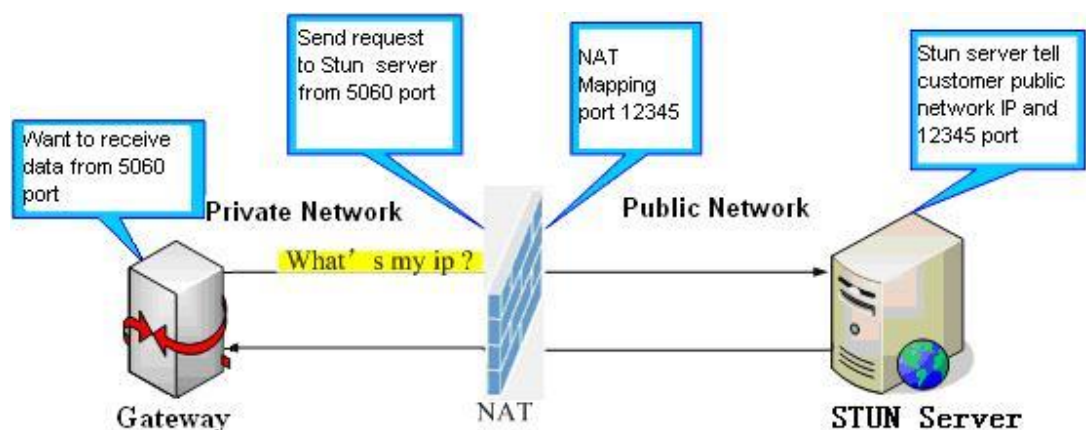 Send request
to Stun server
from 5060 port
NAT
Mapping
port 12345
Stun server tell
customer public
network IP and
12345 port
Want to receive
data from 5060
port
Private Network
Public Network
What's my ip ?
Gateway
NAT
STUN Server